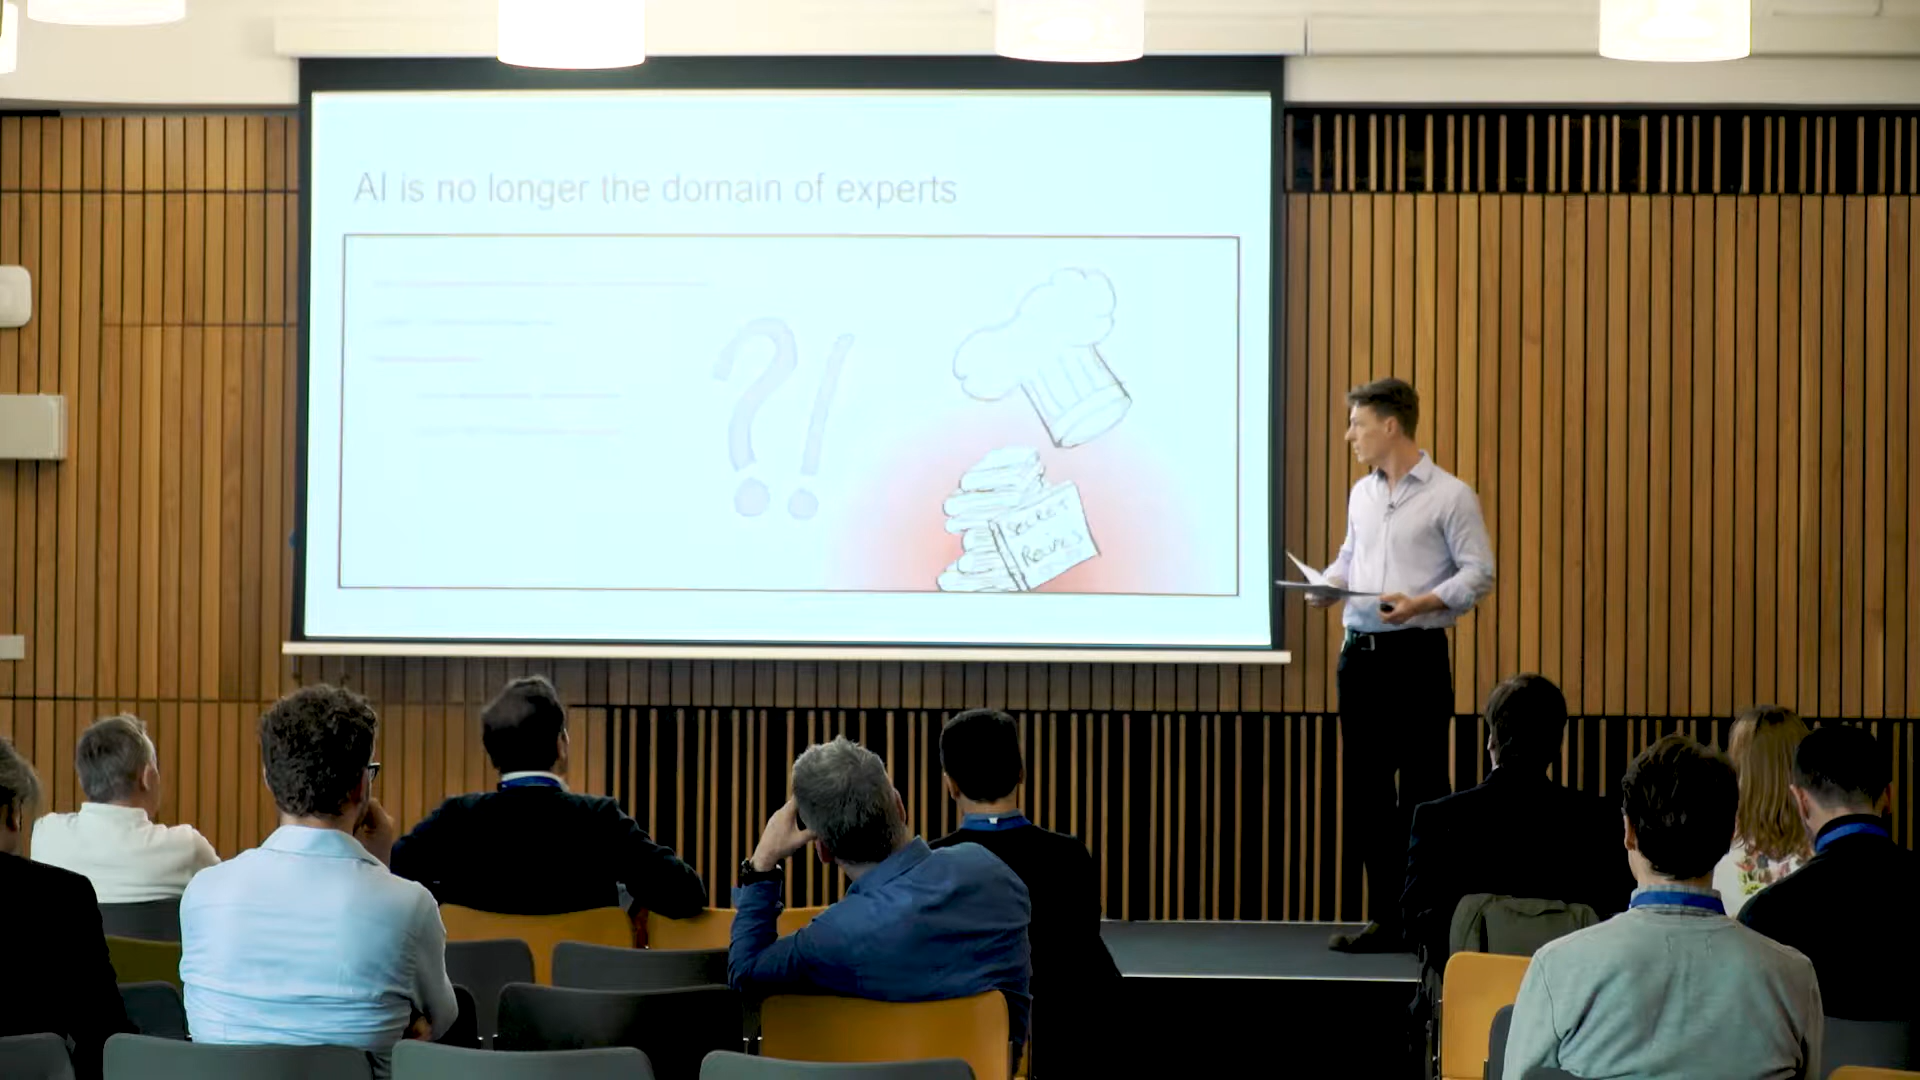 AI is no longer the domain of experts
?!
SECRET
Recipes